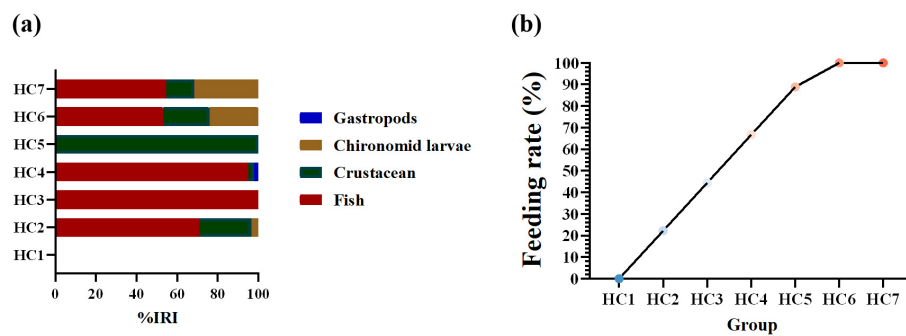 (a)
HC7
HC6
HC5
HC4
HC3
HC2
HC1
0 20 40 60 80 100
%IRI
Gastropods
Chironomid larvae
Crustacean
Fish
(b)
Feeding rate (%)
100
90
80
70
60
50
40
30
20
10
0
HC1 HC2 HC3 HC4 HC5 HC6 HC7
Group